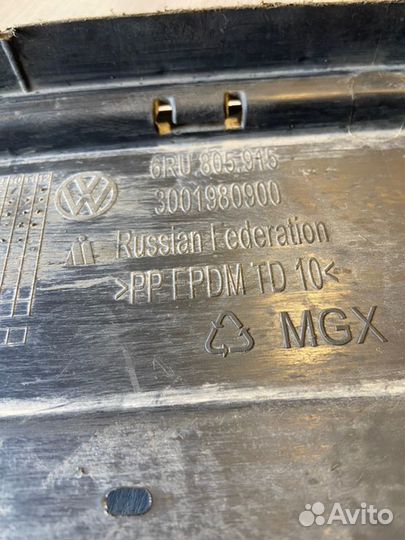 6RU 805 915
3001980900
Russian Federation
>PP EPDM TD 10<
MGX
Avito